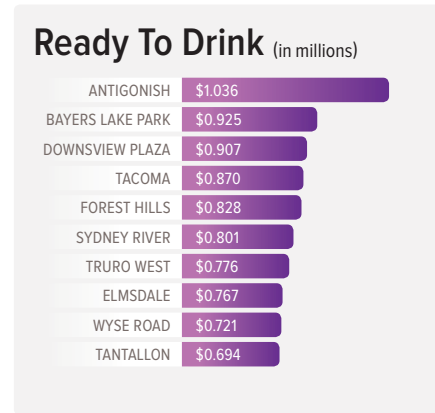 Ready To Drink (in millions)
ANTIGONISH $1.036
BAYERS LAKE PARK $0.925
DOWNSVIEW PLAZA $0.907
TACOMA $0.870
FOREST HILLS $0.828
SYDNEY RIVER $0.801
TRURO WEST $0.776
ELMSDALE $0.767
WYSE ROAD $0.721
TANTALLON $0.694